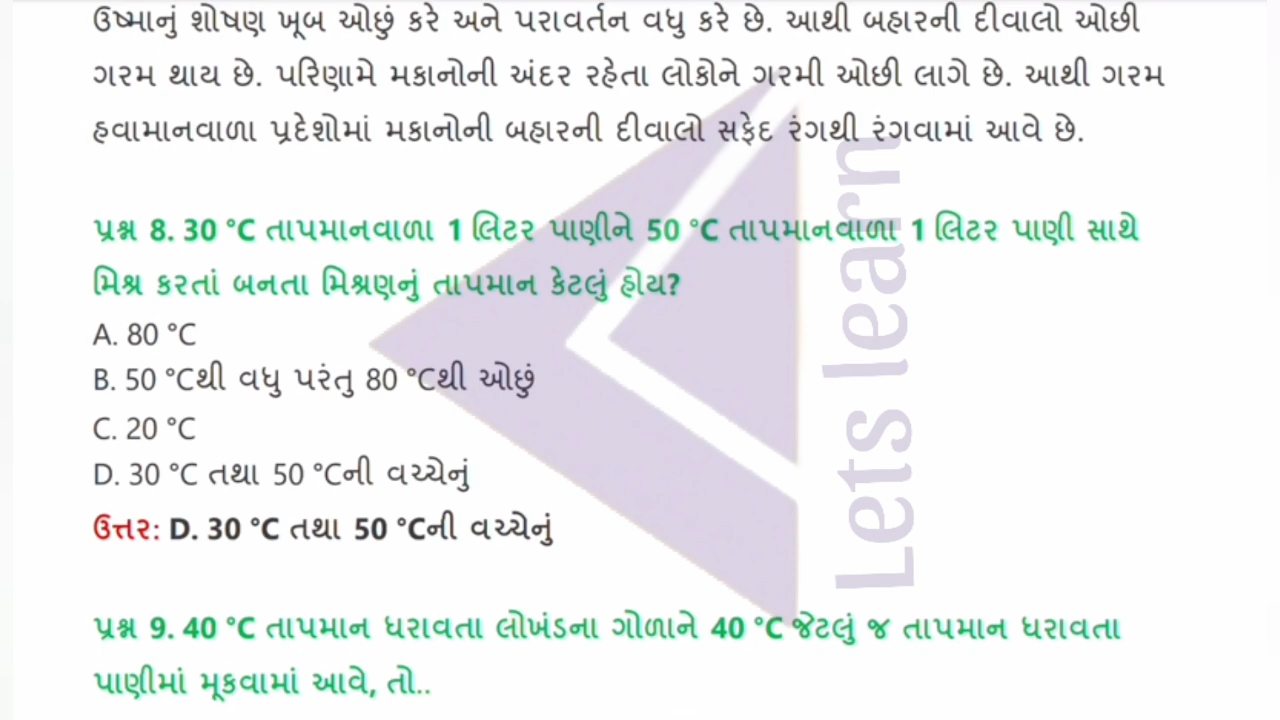 ઉષ્માનું શોષણ ખૂબ ઓછું કરે અને પરાવર્તન વધુ કરે છે. આથી બહારની દીવાલો ઓછી
ગરમ થાય છે. પરિણામે મકાનોની અંદર રહેતા લોકોને ગરમી ઓછી લાગે છે. આથી ગરમ
હવામાનવાળા પ્રદેશોમાં મકાનોની બહારની દીવાલો સફેદ રંગથી રંગવામાં આવે છે.
પ્રશ્ન 8. 30 °C તાપમાનવાળા 1 લિટર પાણીને 50 °C તાપમાનવાળા 1 લિટર પાણી સાથે
મિશ્ર કરતાં બનતા મિશ્રણનું તાપમાન કેટલું હોય?
A. 80 °C
B. 50 °Cથી વધુ પરંતુ 80 °Cથી ઓછું
C. 20 °C
D. 30 °C તથા 50 °Cની વચ્ચેનું
ઉત્તર: D. 30 °C તથા 50 °Cની વચ્ચેનું
પ્રશ્ન 9. 40 °C તાપમાન ધરાવતા લોખંડના ગોળાને 40 °C જેટલું જ તાપમાન ધરાવતા
પાણીમાં મૂકવામાં આવે, તો..
Lets learn